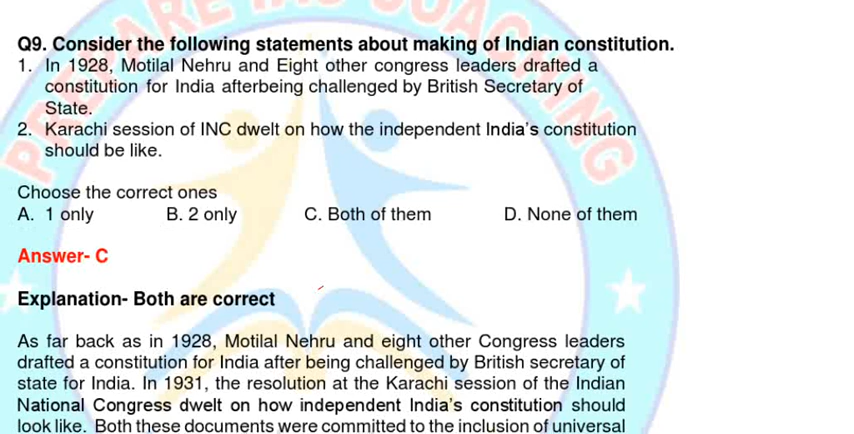 PREPARE IAS COACHING
Q9. Consider the following statements about making of Indian constitution.
1. In 1928, Motilal Nehru and Eight other congress leaders drafted a
constitution for India afterbeing challenged by British Secretary of
State.
2. Karachi session of INC dwelt on how the independent India's constitution
should be like.
Choose the correct ones
A. 1 only B. 2 only C. Both of them D. None of them
Answer- C
Explanation- Both are correct
As far back as in 1928, Motilal Nehru and eight other Congress leaders
drafted a constitution for India after being challenged by British secretary of
state for India. In 1931, the resolution at the Karachi session of the Indian
National Congress dwelt on how independent India's constitution should
look like. Both these documents were committed to the inclusion of universal